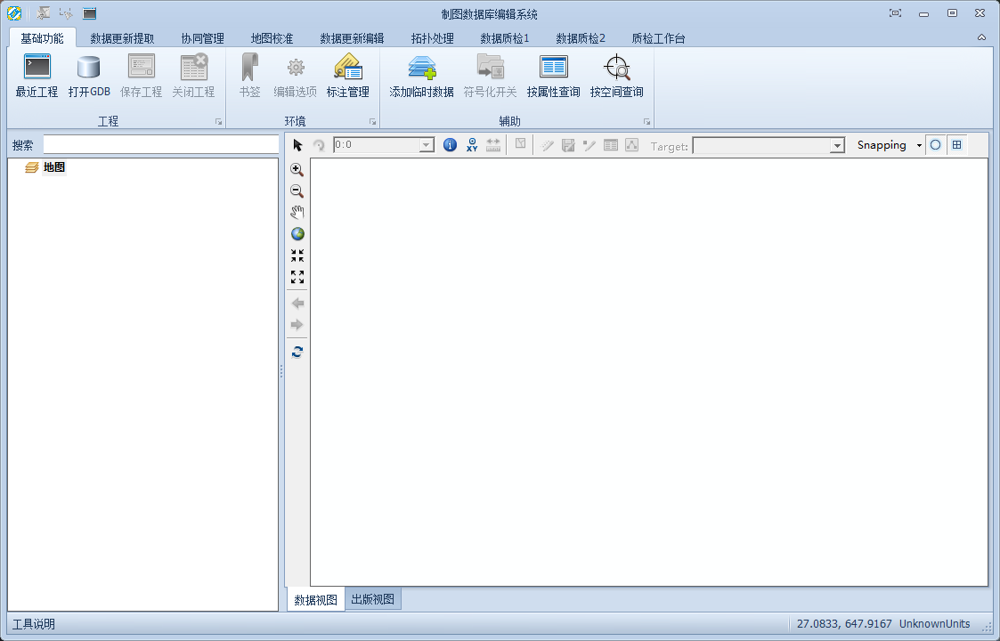 制图数据库编辑系统
基础功能 数据更新提取 协同管理 地图校准 数据更新编辑 拓扑处理 数据质检1 数据质检2 质检工作台
最近工程 打开GDB 保存工程 关闭工程 书签 编辑选项 标注管理 添加临时数据 符号化开关 按属性查询 按空间查询
工程 环境 辅助
搜索
0:0 XY Target: Snapping
地图
数据视图 出版视图
工具说明 27.0833, 647.9167 UnknownUnits